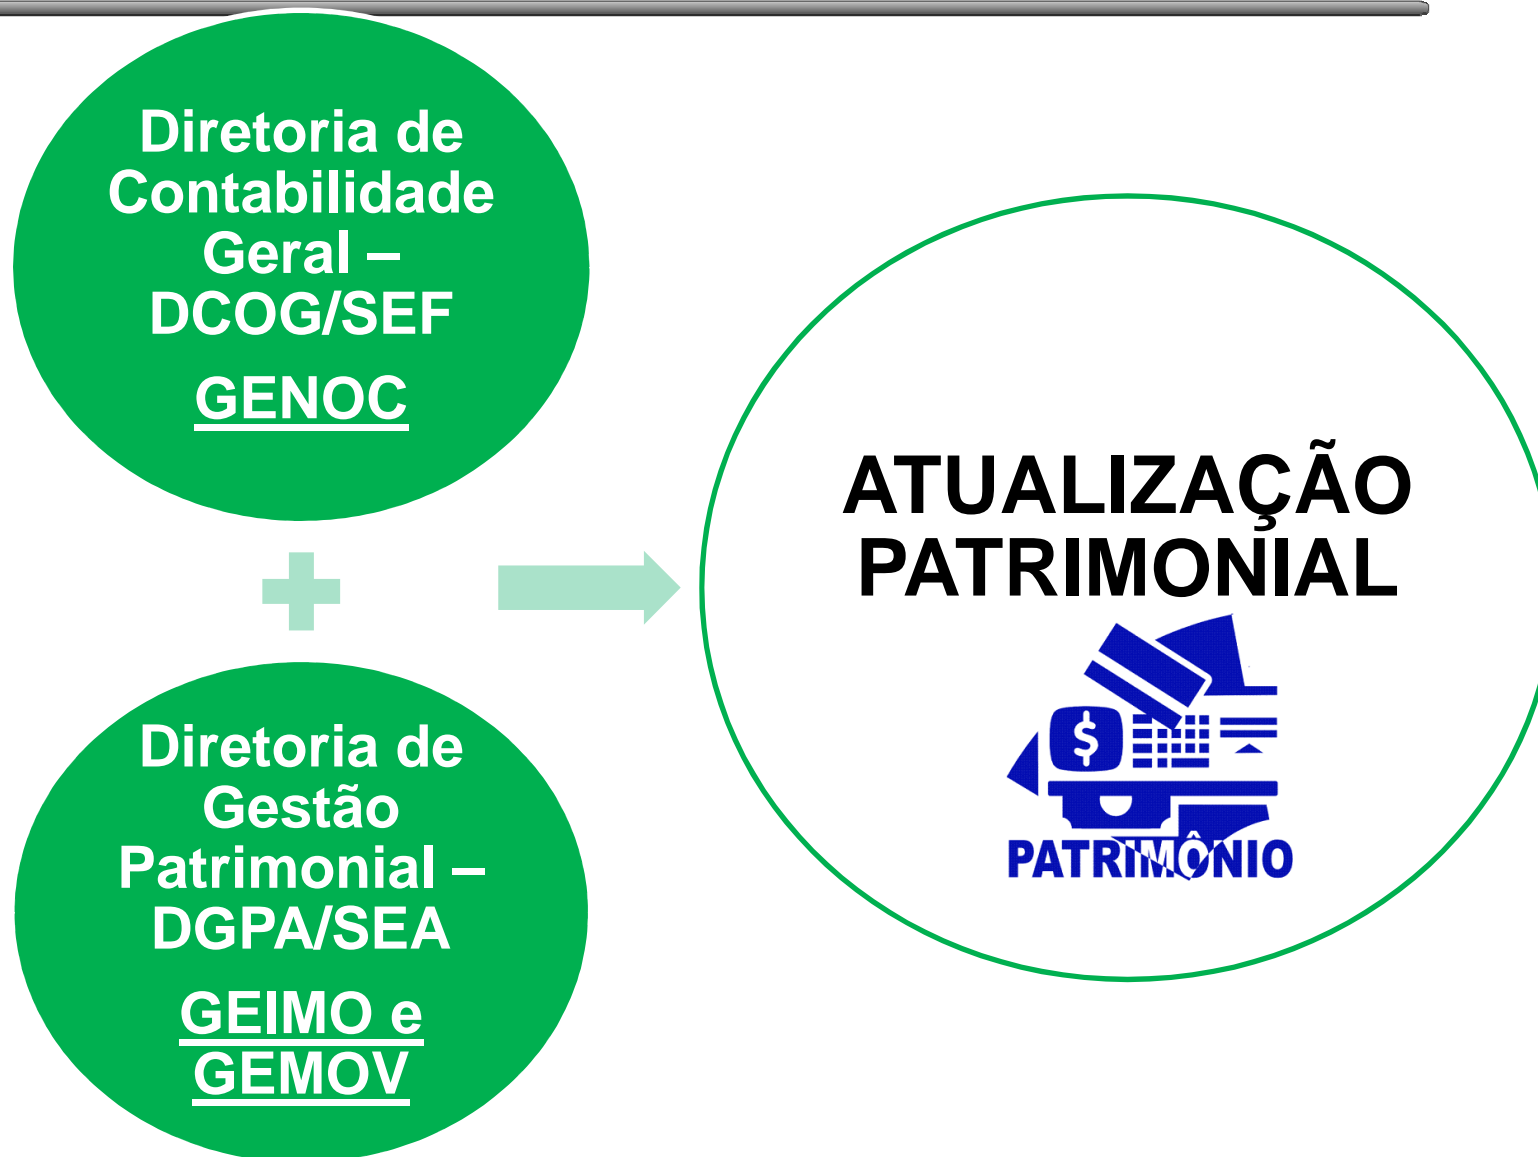 Diretoria de
Contabilidade
Geral –
DCOG/SEF
GENOC
Diretoria de
Gestão
Patrimonial –
DGPA/SEA
GEIMO e
GEMOV
ATUALIZAÇÃO
PATRIMONIAL
$
PATRIMÔNIO